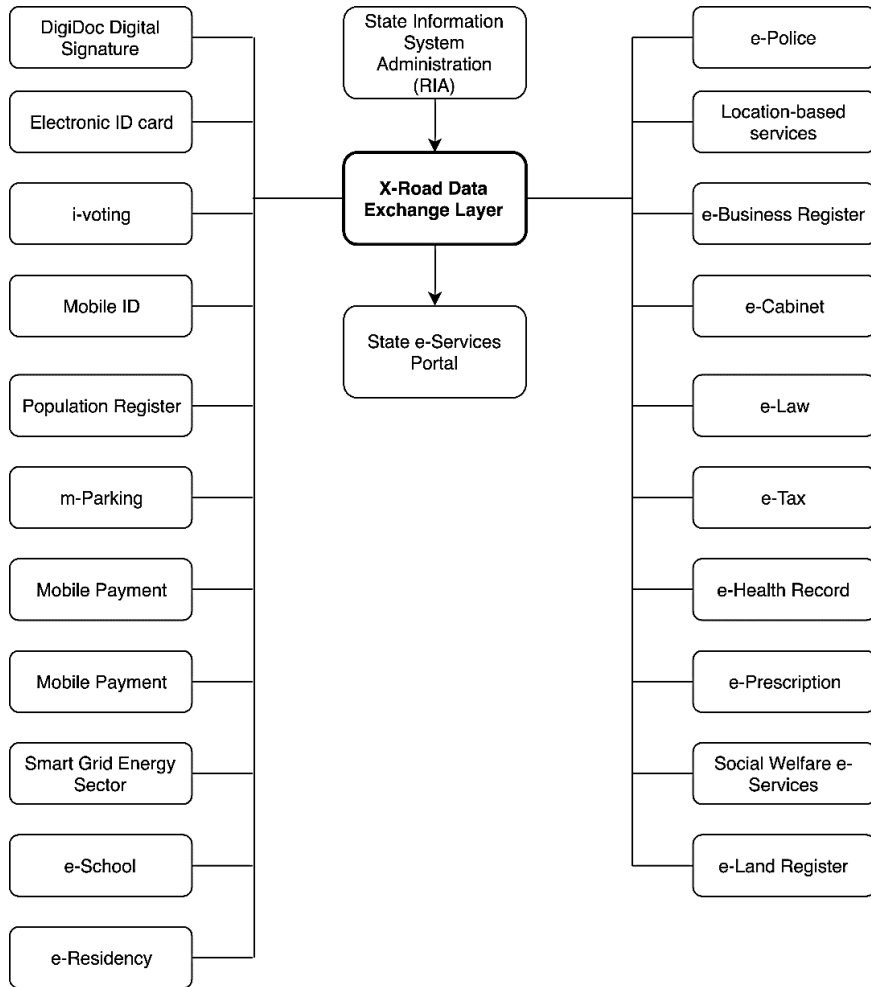 DigiDoc Digital
Signature
Electronic ID card
i-voting
Mobile ID
Population Register
m-Parking
Mobile Payment
Mobile Payment
Smart Grid Energy
Sector
e-School
e-Residency
State Information
System
Administration
(RIA)
X-Road Data
Exchange Layer
State e-Services
Portal
e-Police
Location-based
services
e-Business Register
e-Cabinet
e-Law
e-Tax
e-Health Record
e-Prescription
Social Welfare e-
Services
e-Land Register